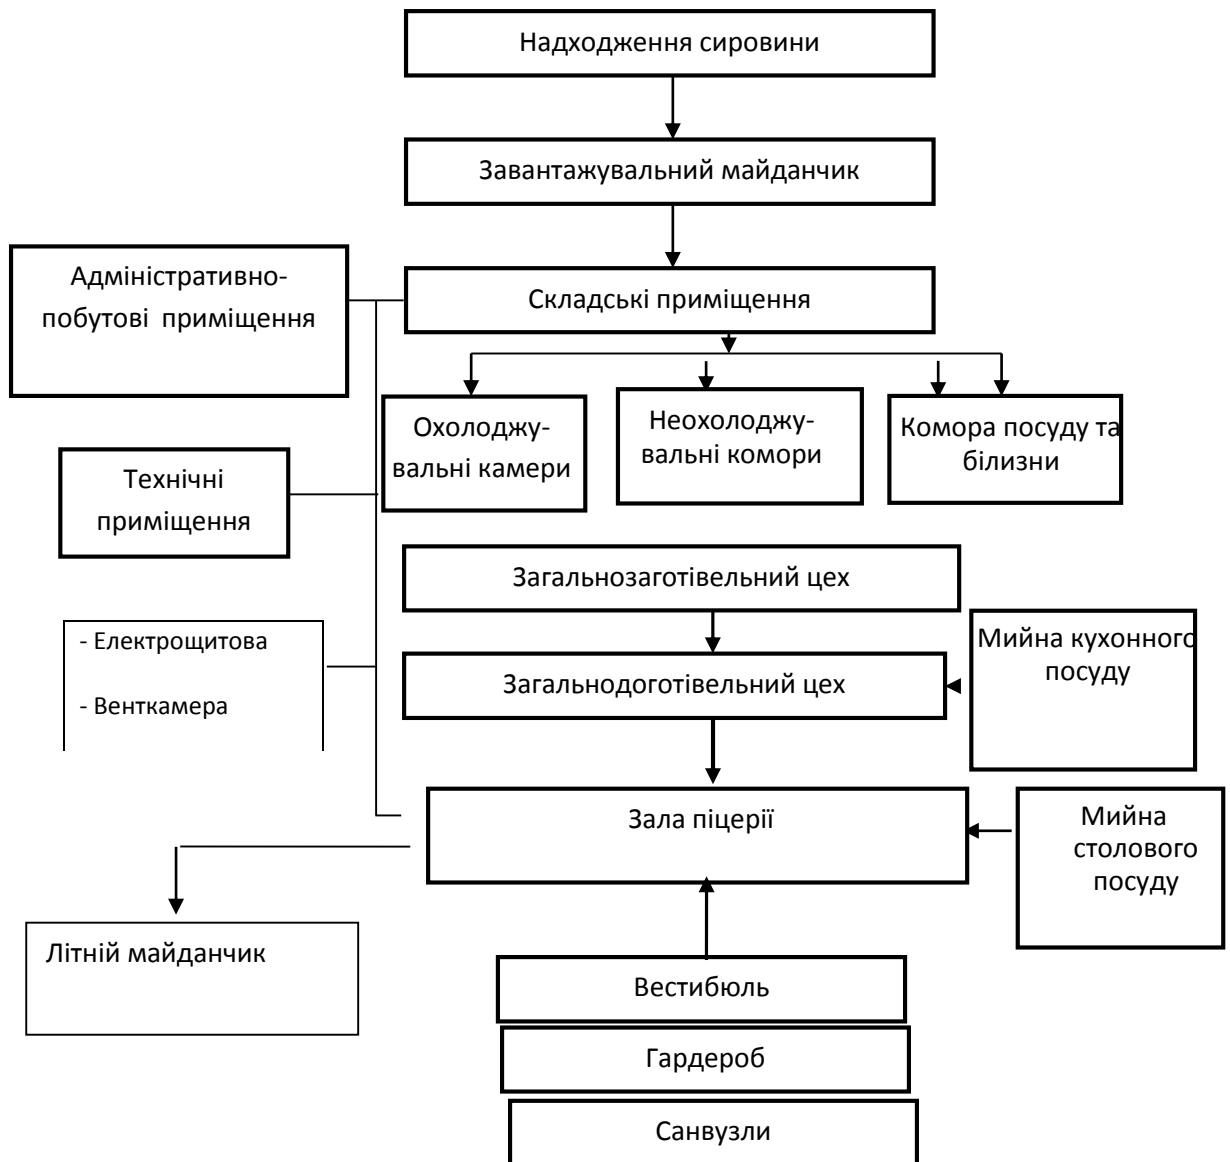 Надходження сировини
Завантажувальний майданчик
Адміністративно-
побутові приміщення
Складські приміщення
Охолоджу-
вальні камери
Неохолоджу-
вальні комори
Комора посуду та
білизни
Технічні
приміщення
Загальнозаготівельний цех
- Електрощитова
- Венткамера
Мийна кухонного
посуду
Загальнодоготівельний цех
Зала піцерії
Мийна
столового
посуду
Літній майданчик
Вестибюль
Гардероб
Санвузли